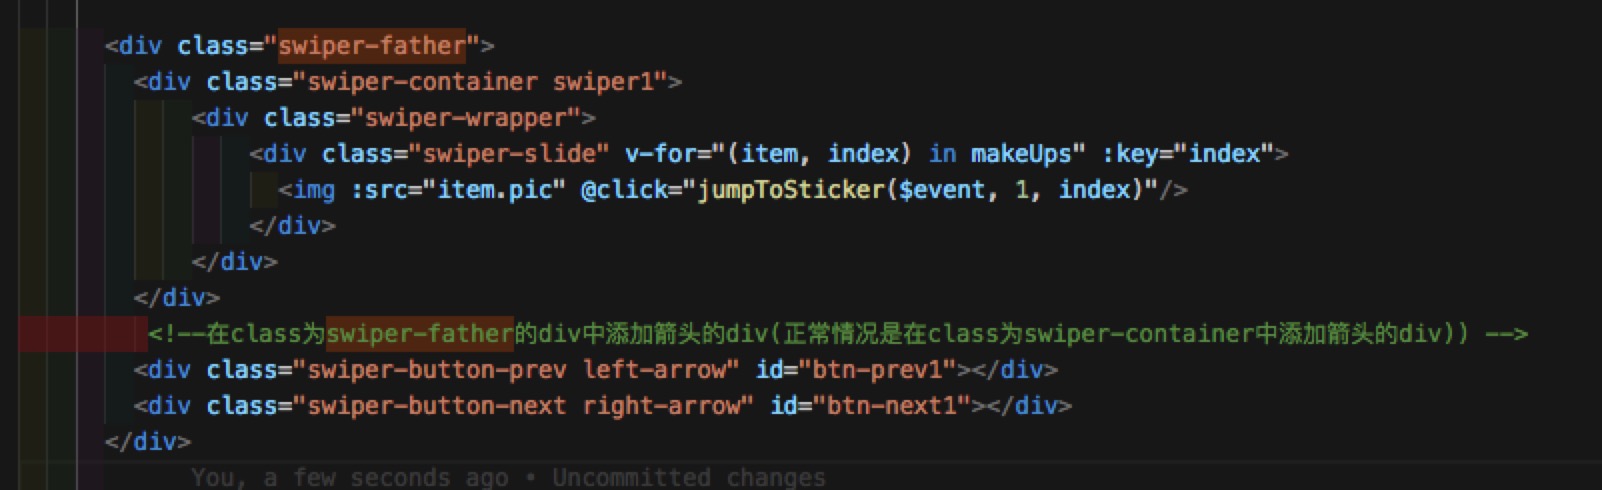 <div class="swiper-father">
<div class="swiper-container swiper1">
<div class="swiper-wrapper">
<div class="swiper-slide" v-for="(item, index) in makeUps" :key="index">
<img :src="item.pic" @click="jumpToSticker($event, 1, index)"/>
</div>
</div>
</div>
<!--在class为swiper-father的div中添加箭头的div(正常情况是在class为swiper-container中添加箭头的div)) -->
<div class="swiper-button-prev left-arrow" id="btn-prev1"></div>
<div class="swiper-button-next right-arrow" id="btn-next1"></div>
</div>
You, a few seconds ago • Uncommitted changes